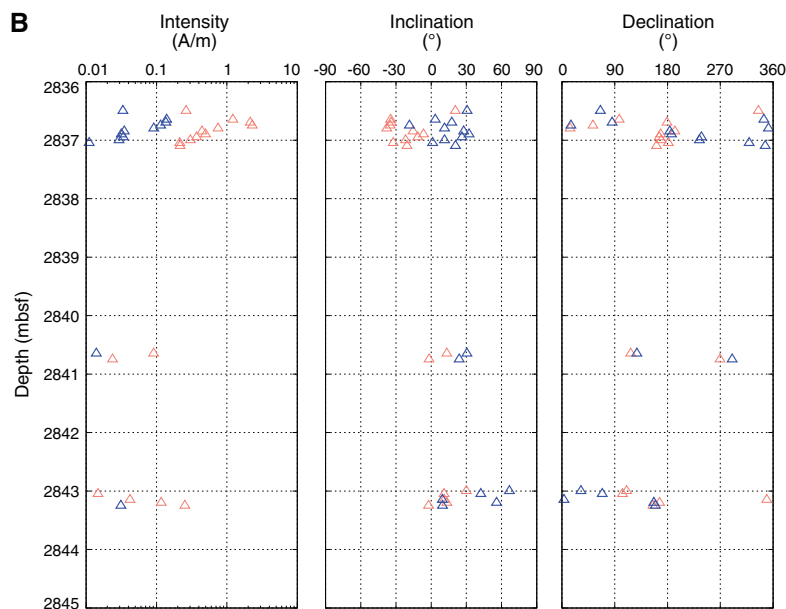 B
Intensity
(A/m)
Inclination
(°)
Declination
(°)
0.01 0.1 1 10
-90 -60 -30 0 30 60 90
0 90 180 270 360
2836
2837
2838
2839
2840
2841
2842
2843
2844
2845
Depth (mbsf)